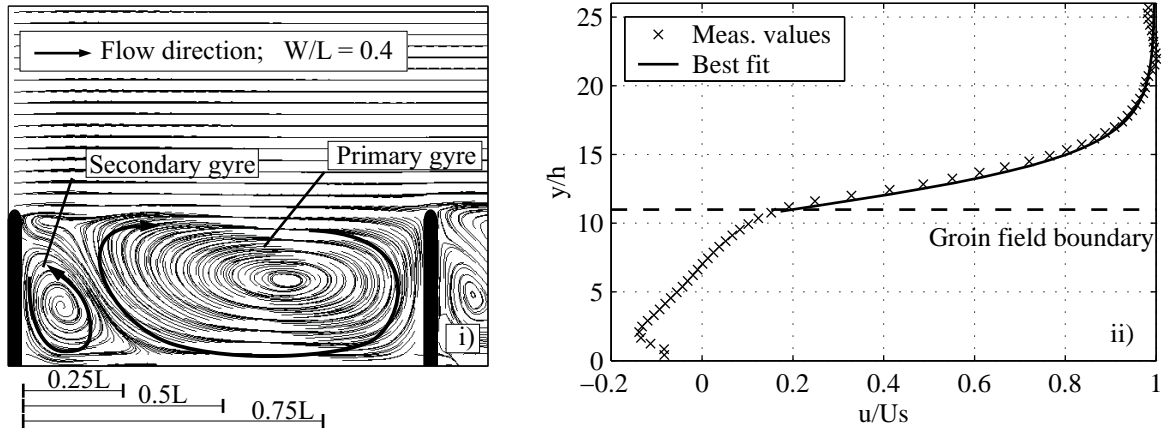 Flow direction; W/L = 0.4
Secondary gyre
Primary gyre
i)
0.25L
0.5L
0.75L
Meas. values
Best fit
Groin field boundary
ii)
y/h
25
20
15
10
5
0
−0.2 0 0.2 0.4 0.6 0.8 1
u/Us